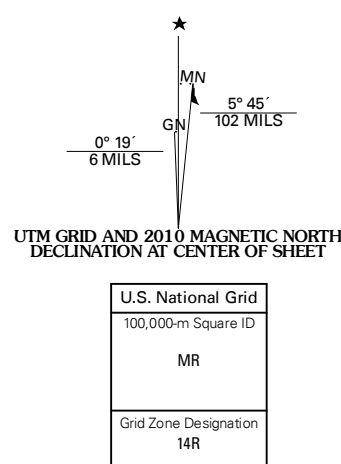 ★
MN
GN
5° 45´
102 MILS
0° 19´
6 MILS
UTM GRID AND 2010 MAGNETIC NORTH
DECLINATION AT CENTER OF SHEET
U.S. National Grid
100,000-m Square ID
MR
Grid Zone Designation
14R